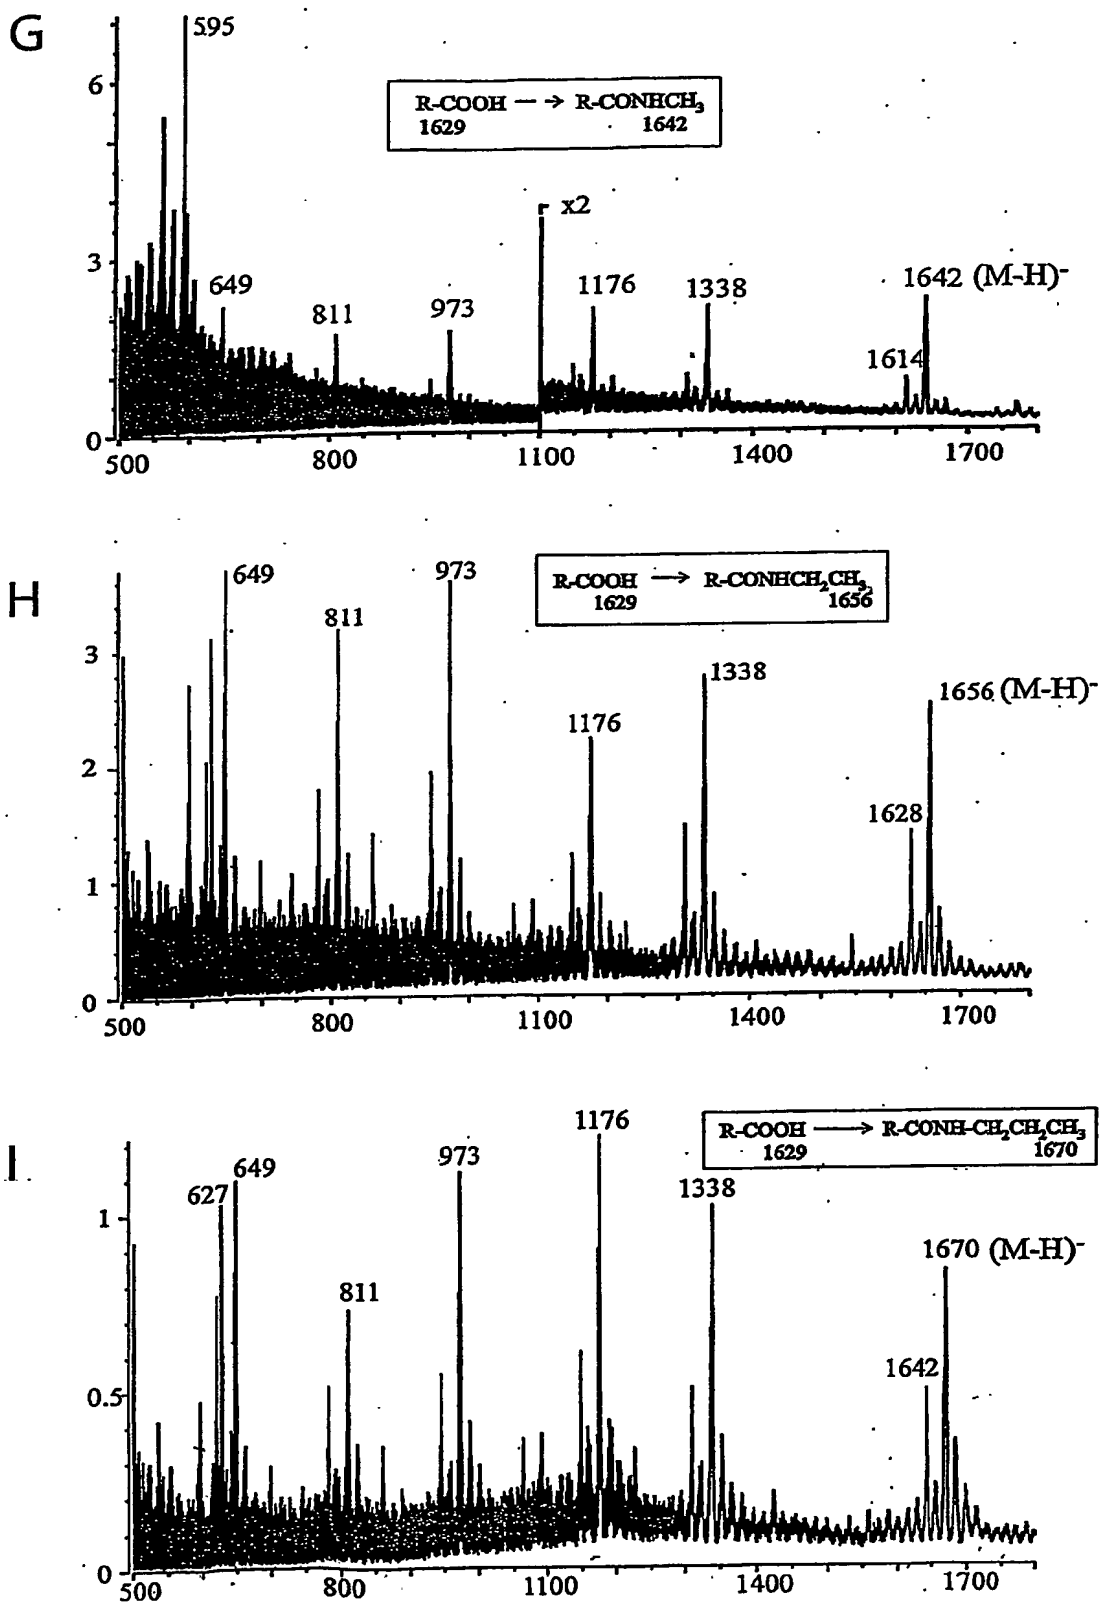 G
595
6
R-COOH --→ R-CONHCH3
1629 1642
x2
3
649
811
973
1176
1338
1642 (M-H)-
1614
0
500 800 1100 1400 1700
H
649
973
R-COOH → R-CONHCH2CH3
1629 1656
811
3
1338
1656 (M-H)-
1176
2
1628
1
0
500 800 1100 1400 1700
I
1176
R-COOH → R-CONH-CH2CH2CH3
1629 1670
973
649
627
1338
1
1670 (M-H)-
811
1642
0.5
0
500 800 1100 1400 1700